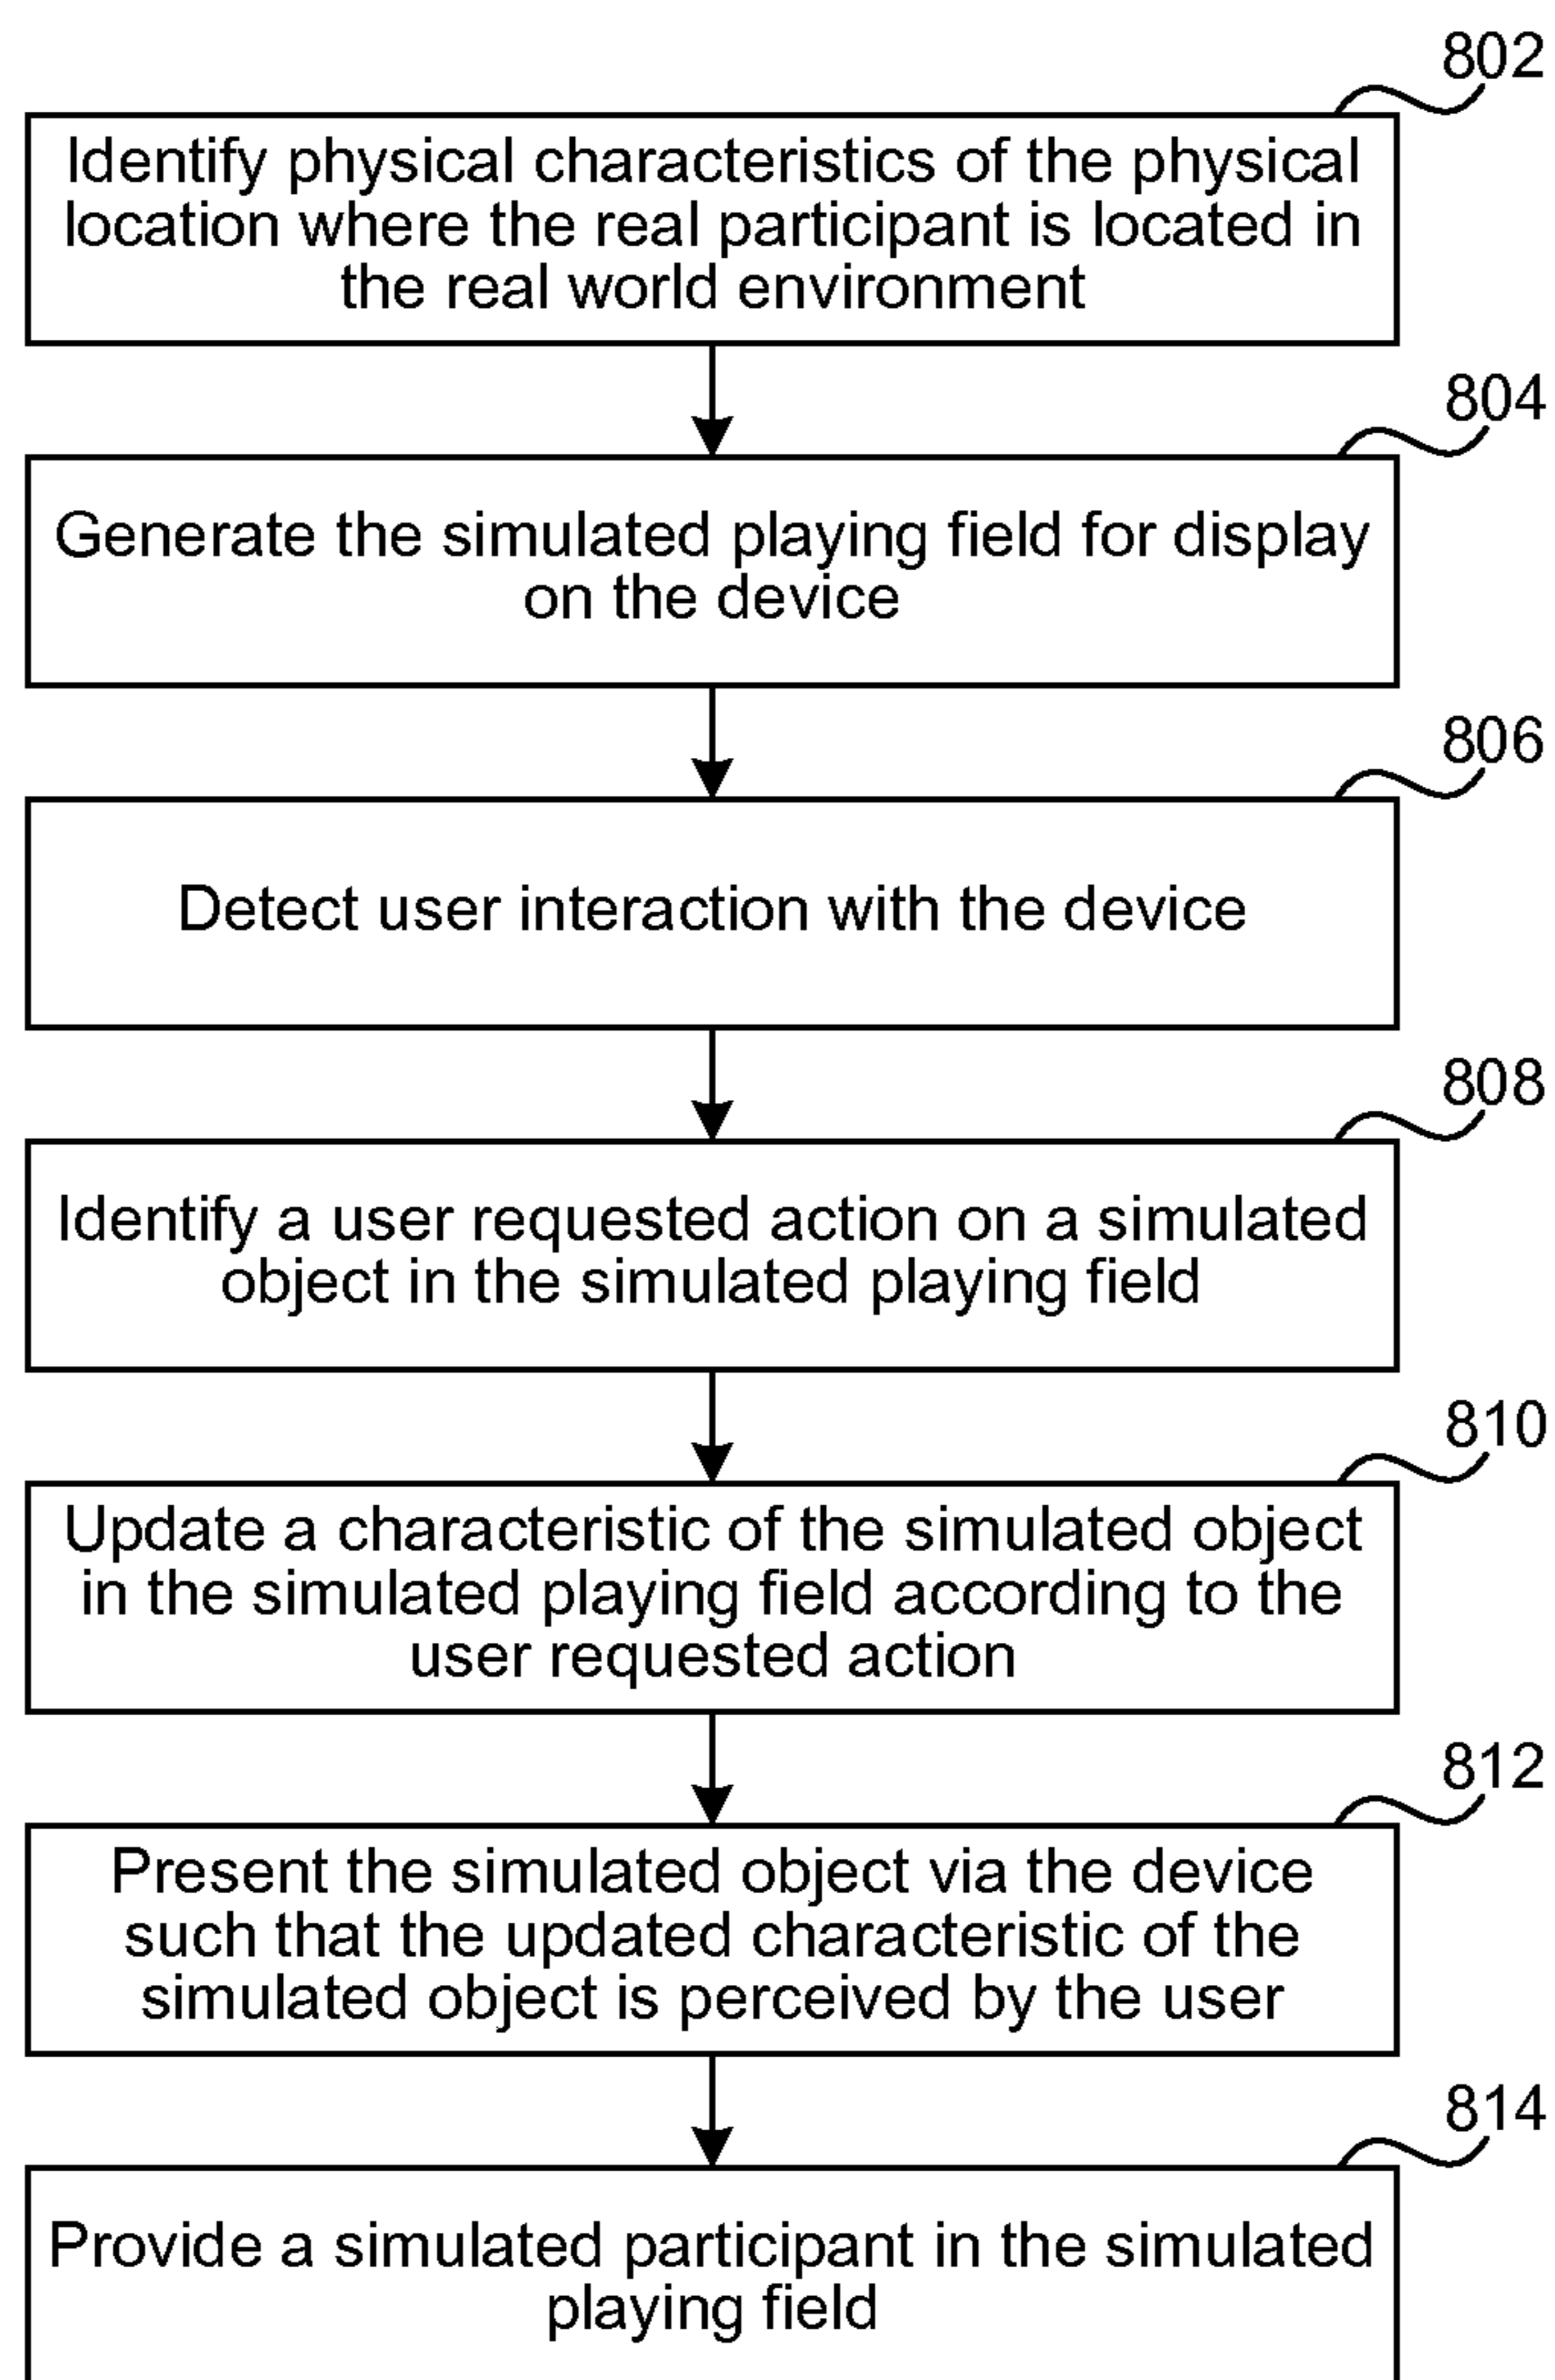 802
Identify physical characteristics of the physical
location where the real participant is located in
the real world environment
804
Generate the simulated playing field for display
on the device
806
Detect user interaction with the device
808
Identify a user requested action on a simulated
object in the simulated playing field
810
Update a characteristic of the simulated object
in the simulated playing field according to the
user requested action
812
Present the simulated object via the device
such that the updated characteristic of the
simulated object is perceived by the user
814
Provide a simulated participant in the simulated
playing field